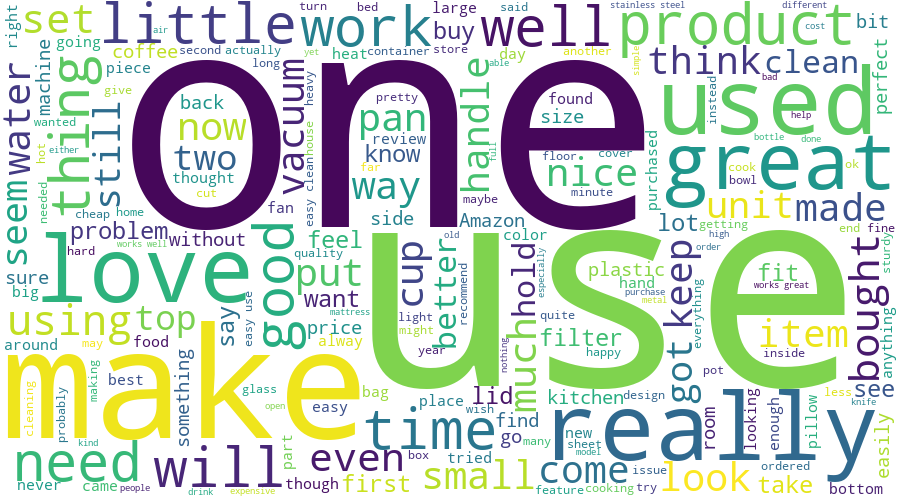 one
use
make
really
used
great
product
loved
little
work
well
thing
good
will
need
time
small
even
come
look
water
seem
set
using
top
put
pan
way
now
two
back
thought
know
review
nice
found
size
handle
vacuum
think
clean
made
unit
bought
item
fit
keep
got
hold
much
better
cup
filter
plastic
hand
kitchen
lid
find
go
first
though
part
easy
bag
price
want
feel
say
something
still
problem
without
sure
big
around
may
food
best
never
came
people
kind
making
probably
cleaning
drink
expensive
open
glass
mattress
easy use
quality
home
cheap
hard
works well
needed
either
wanted
hot
piece
give
machine
coffee
going
right
air
second
actually
long
turn
bed
heat
container
large
said
store
yet
buy
day
another
able
stainless steel
simple
different
cost
bit
perfect
bad
help
instead
bottle
done
cook
ok
bowl
purchased
lot
getting
end
fine
high
order
everything
sturdy
anything
works great
inside
see
less
knife
easily
pot
purchase
metal
happy
quite
especially
color
Amazon
maybe
full
side
far
pretty
heavy
house
easy clean
fan
cut
floor
cover
minute
old
light
might
recommend
alway
year
nothing
place
wish
tried
box
many
new
sheet
model
feature
cooking
issue
try
design
room
looking
enough
ordered
pillow
take
bottom